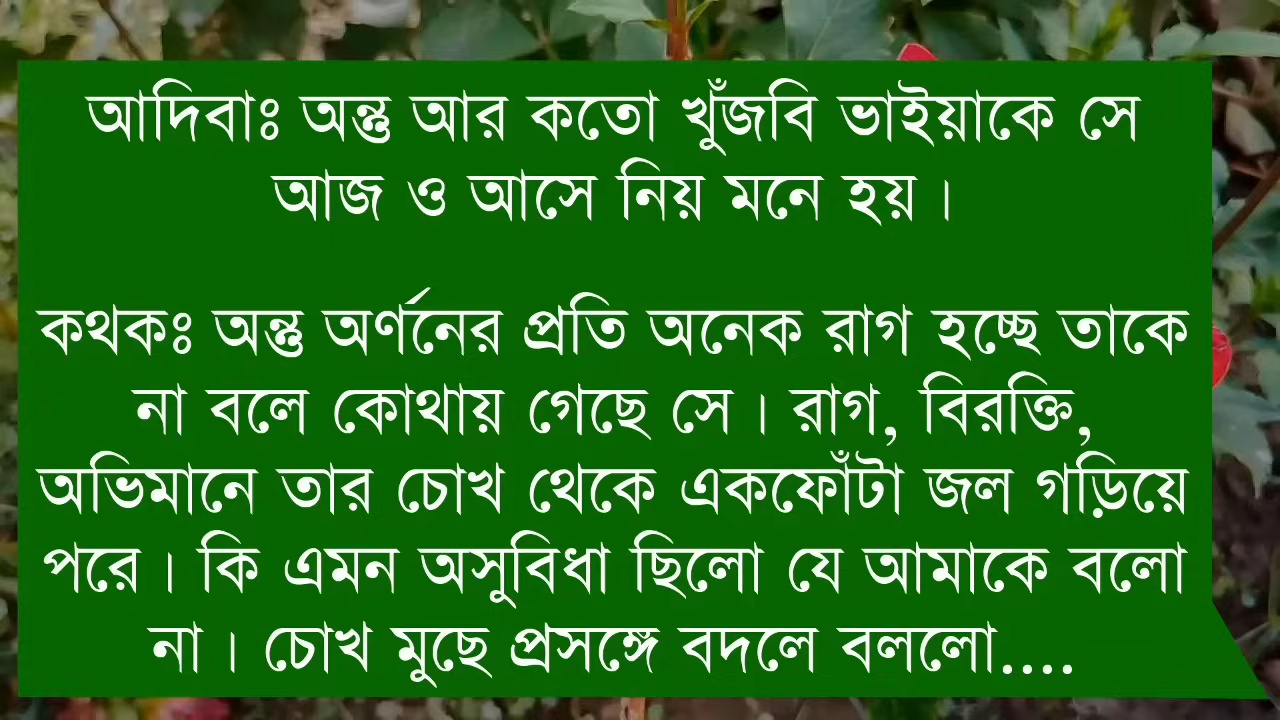 আদিবাঃ অন্তু আর কতো খুঁজবি ভাইয়াকে সে
আজ ও আসে নিয় মনে হয়।
কথকঃ অন্তু অর্ণনের প্রতি অনেক রাগ হচ্ছে তাকে
না বলে কোথায় গেছে সে। রাগ, বিরক্তি,
অভিমানে তার চোখ থেকে একফোঁটা জল গড়িয়ে
পরে। কি এমন অসুবিধা ছিলো যে আমাকে বলো
না। চোখ মুছে প্রসঙ্গে বদলে বললো....